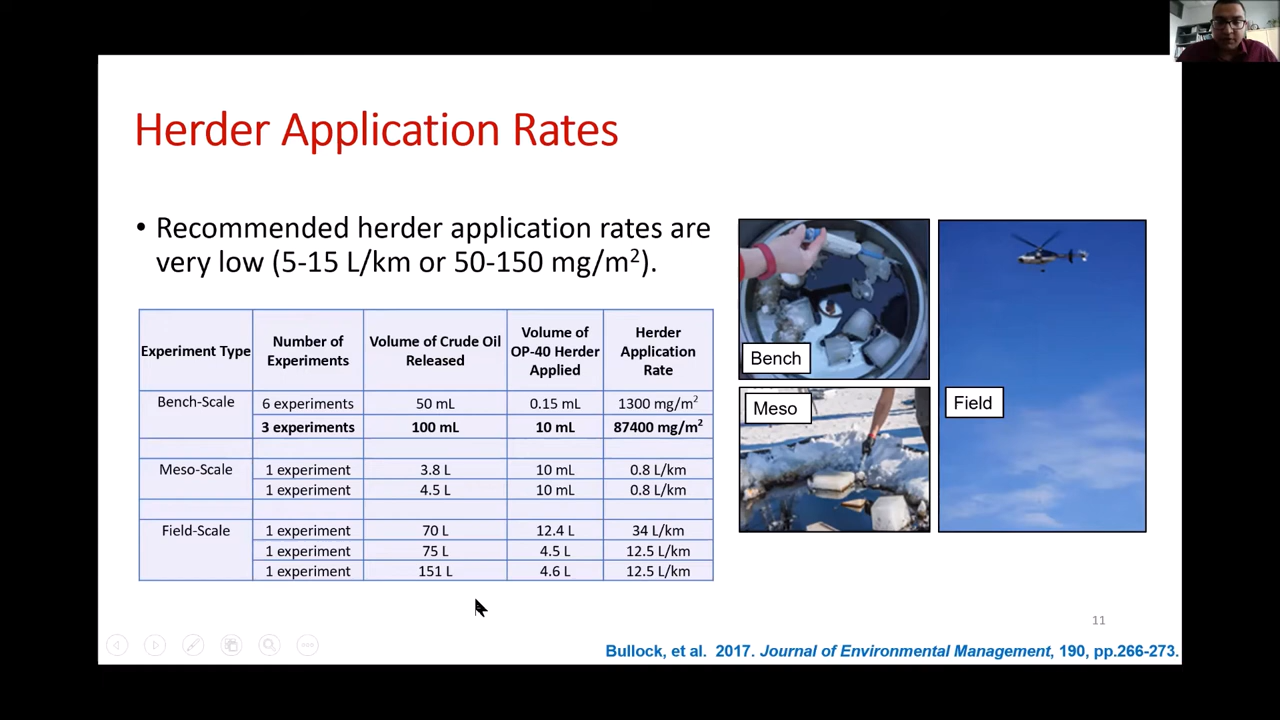 Herder Application Rates
• Recommended herder application rates are
very low (5-15 L/km or 50-150 mg/m²).
Experiment Type | Number of Experiments | Volume of Crude Oil Released | Volume of OP-40 Herder Applied | Herder Application Rate
Bench-Scale | 6 experiments | 50 mL | 0.15 mL | 1300 mg/m²
3 experiments | 100 mL | 10 mL | 87400 mg/m²
Meso-Scale | 1 experiment | 3.8 L | 10 mL | 0.8 L/km
1 experiment | 4.5 L | 10 mL | 0.8 L/km
Field-Scale | 1 experiment | 70 L | 12.4 L | 34 L/km
1 experiment | 75 L | 4.5 L | 12.5 L/km
1 experiment | 151 L | 4.6 L | 12.5 L/km
Bench
Meso
Field
11
Bullock, et al. 2017. Journal of Environmental Management, 190, pp.266-273.